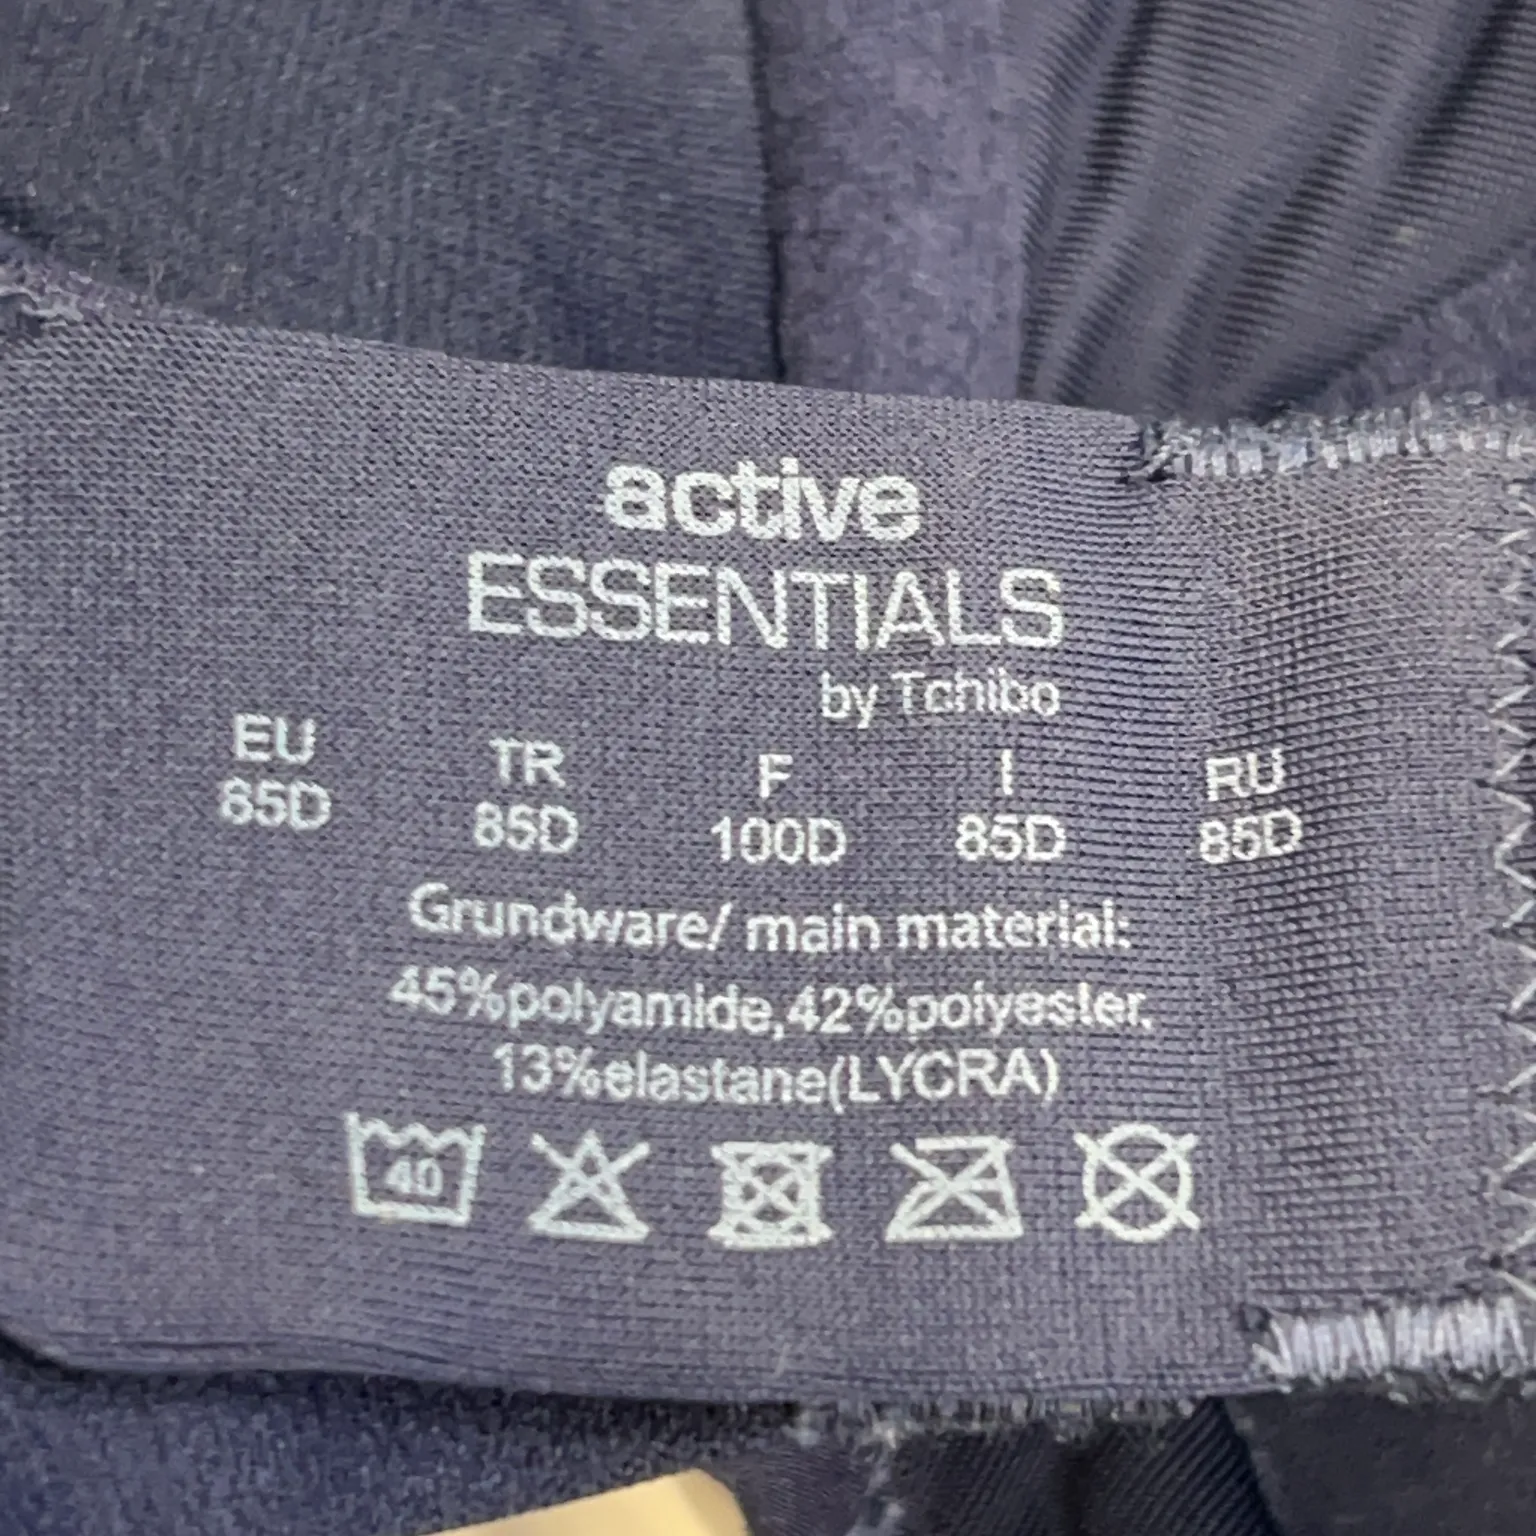 active
ESSENTIALS
by Tchibo
EU TR F I RU
85D 85D 100D 85D 85D
Grundware/ main material:
45%polyamide,42%polyester,
13%elastane(LYCRA)
40